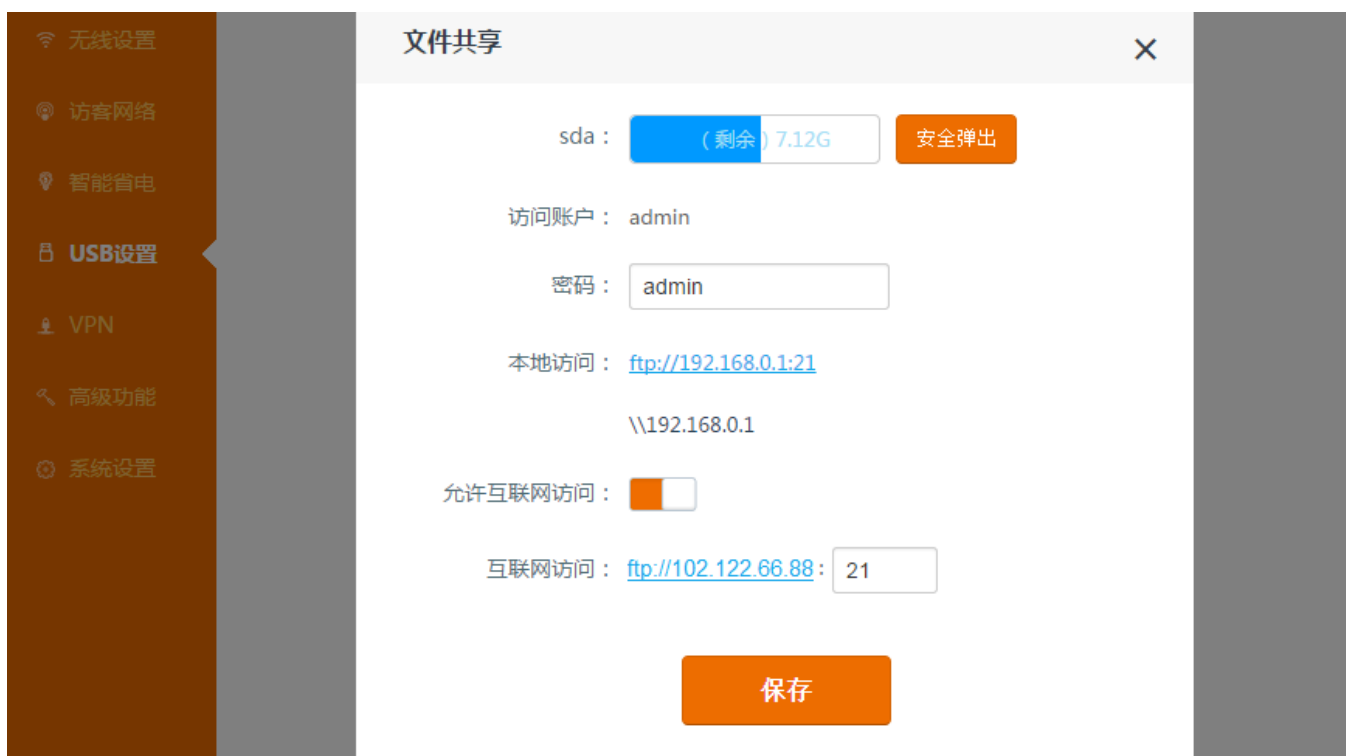 无线设置
访客网络
智能省电
USB设置
VPN
高级功能
系统设置
文件共享
sda： （剩余）7.12G 安全弹出
访问账户： admin
密码： admin
本地访问： ftp://192.168.0.1:21
\\192.168.0.1
允许互联网访问：
互联网访问： ftp://102.122.66.88: 21
保存